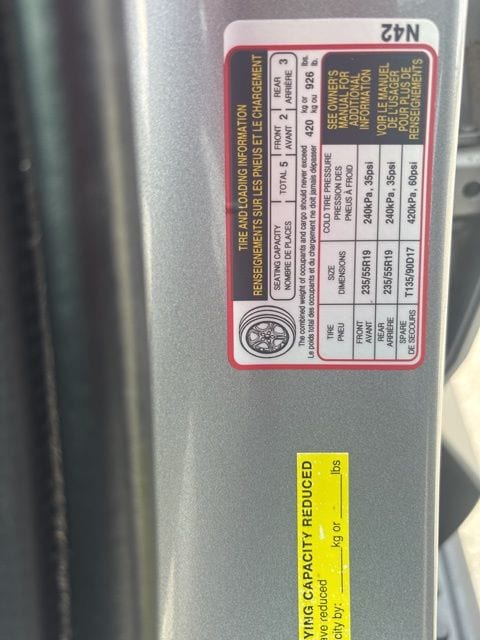 TIRE AND LOADING INFORMATION
RENSEIGNEMENTS SUR LES PNEUS ET LE CHARGEMENT
SEATING CAPACITY TOTAL 5 FRONT 2 REAR 3
NOMBRE DE PLACES AVANT ARRIÈRE
The combined weight of occupants and cargo should never exceed 420 kg or 926 lbs.
Le poids total des occupants et du chargement ne doit jamais dépasser kg ou lb.
TIRE SIZE COLD TIRE PRESSURE
PNEU DIMENSIONS PRESSION DES
PNEUS À FROID
FRONT 235/55R19 240kPa, 35psi
AVANT
REAR 235/55R19 240kPa, 35psi
ARRIÈRE
SPARE T135/90D17 420kPa, 60psi
DE SECOURS
SEE OWNER'S
MANUAL FOR
ADDITIONAL
INFORMATION
VOIR LE MANUEL
DE L'USAGER
POUR PLUS DE
RENSEIGNEMENTS
N42
YING CAPACITY REDUCED
ave reduced
city by: ______kg or ______lbs